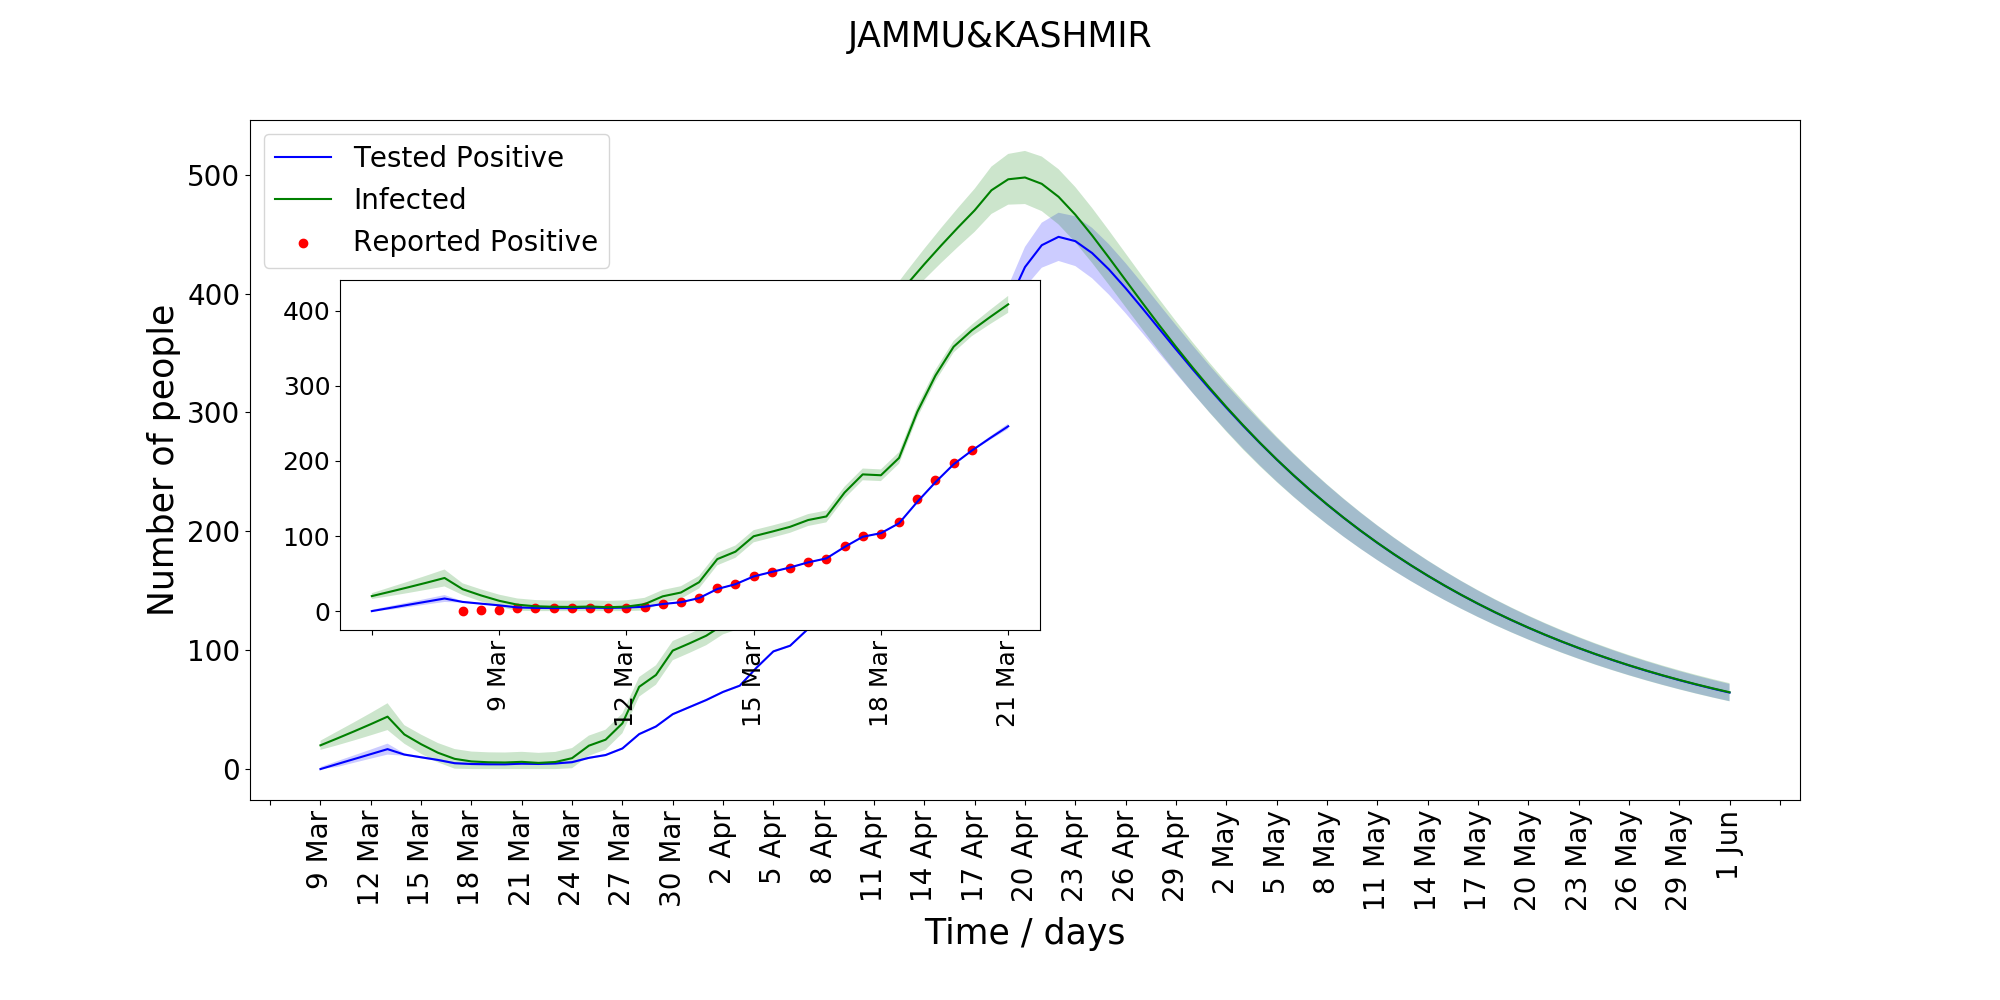 JAMMU&KASHMIR
Tested Positive
Infected
Reported Positive
Number of people
500
400
300
200
100
0
400
300
200
100
0
9 Mar
12 Mar
15 Mar
18 Mar
21 Mar
9 Mar
12 Mar
15 Mar
18 Mar
21 Mar
24 Mar
27 Mar
30 Mar
2 Apr
5 Apr
8 Apr
11 Apr
14 Apr
17 Apr
20 Apr
23 Apr
26 Apr
29 Apr
2 May
5 May
8 May
11 May
14 May
17 May
20 May
23 May
26 May
29 May
1 Jun
Time / days